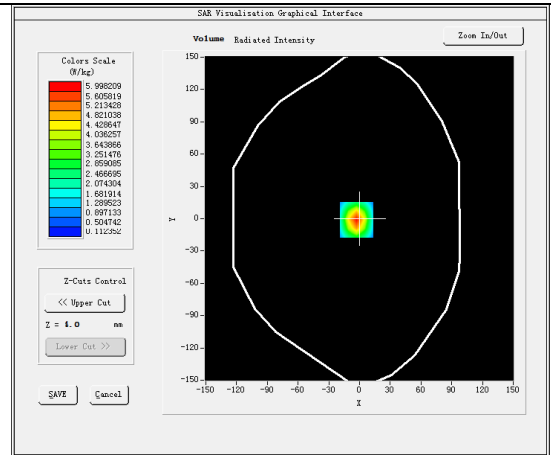 SAR Visualisation Graphical Interface
Volume Radiated Intensity
Zoom In/Out
Colors Scale
(W/kg)
5.998209
5.605819
5.213428
4.821038
4.428647
4.036257
3.643866
3.251476
2.859085
2.466695
2.074304
1.681914
1.289523
0.897133
0.504742
0.112352
Z-Cuts Control
<< Upper Cut
Z = 4.0 mm
Lower Cut >>
SAVE Cancel
150
120
90
60
30
0
-30
-60
-90
-120
-150
Y
-150 -120 -90 -60 -30 0 30 60 90 120 150
X